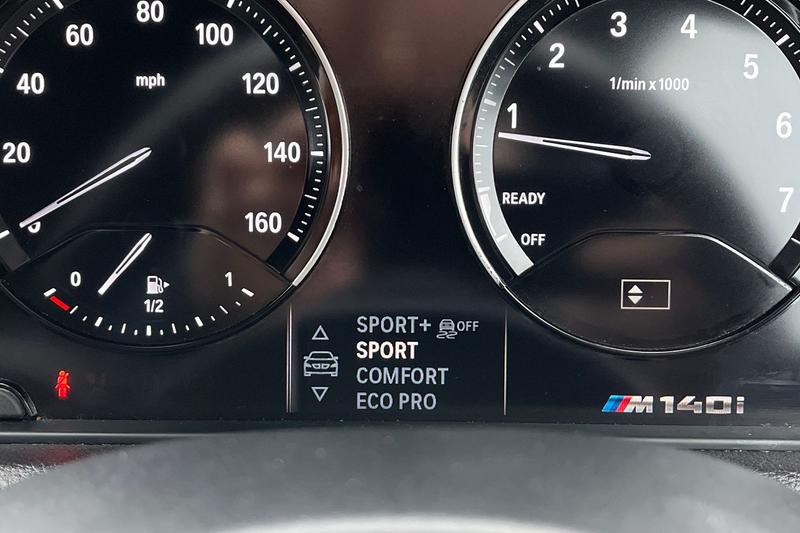 20
40
60
80
100
120
140
160
0
mph
0
1/2
1
1
2
3
4
5
6
7
1/min x 1000
READY
OFF
SPORT+ OFF
SPORT
COMFORT
ECO PRO
M140i